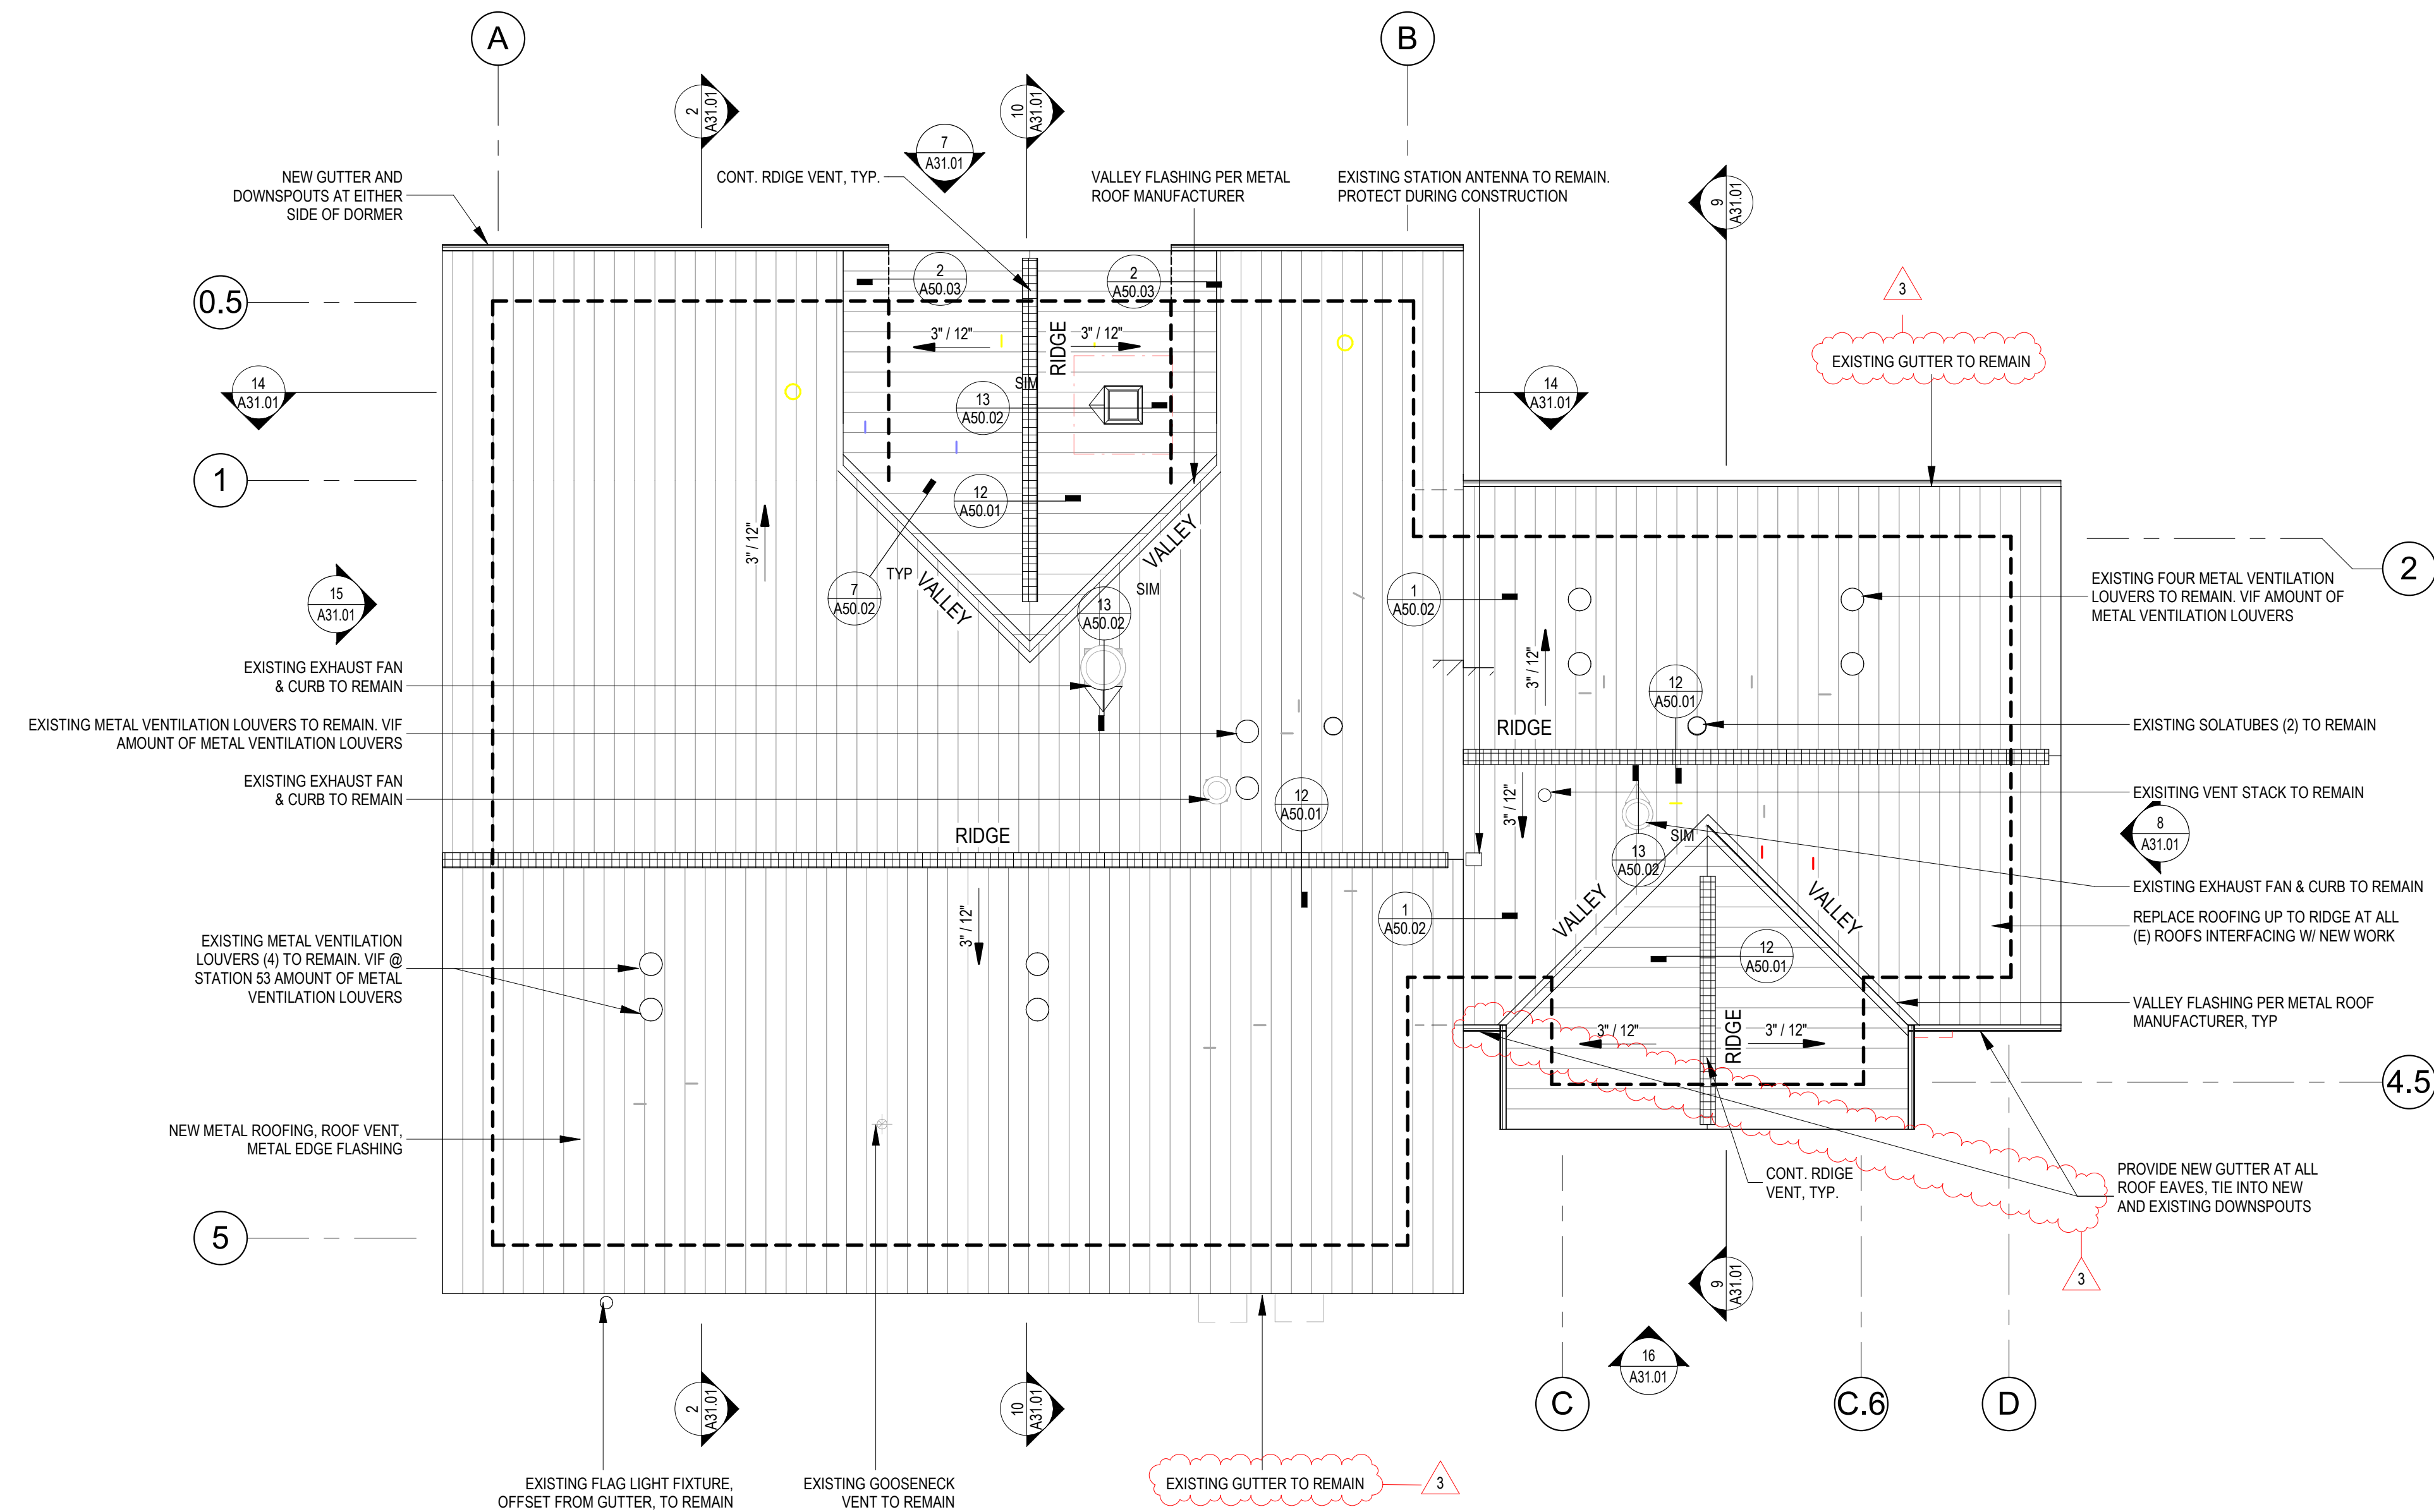 A
B
2
A31.01
10
A31.01
7
A31.01
NEW GUTTER AND
DOWNSPOUTS AT EITHER
SIDE OF DORMER
CONT. RDIGE VENT, TYP.
VALLEY FLASHING PER METAL
ROOF MANUFACTURER
EXISTING STATION ANTENNA TO REMAIN.
PROTECT DURING CONSTRUCTION
9
A31.01
0.5
2
A50.03
2
A50.03
3
EXISTING GUTTER TO REMAIN
3" / 12"
RIDGE
3" / 12"
SIM
14
A31.01
13
A50.02
14
A31.01
1
12
A50.01
3" / 12"
VALLEY
2
15
A31.01
7
A50.02
TYP
VALLEY
SIM
13
A50.02
1
A50.02
EXISTING FOUR METAL VENTILATION
LOUVERS TO REMAIN. VIF AMOUNT OF
METAL VENTILATION LOUVERS
EXISTING EXHAUST FAN
& CURB TO REMAIN
3" / 12"
12
A50.01
EXISTING METAL VENTILATION LOUVERS TO REMAIN. VIF
AMOUNT OF METAL VENTILATION LOUVERS
RIDGE
EXISTING SOLATUBES (2) TO REMAIN
EXISTING EXHAUST FAN
& CURB TO REMAIN
12
A50.01
3" / 12"
EXISITING VENT STACK TO REMAIN
RIDGE
SIM
13
A50.02
8
A31.01
EXISTING EXHAUST FAN & CURB TO REMAIN
1
A50.02
VALLEY
VALLEY
REPLACE ROOFING UP TO RIDGE AT ALL
(E) ROOFS INTERFACING W/ NEW WORK
3" / 12"
12
A50.01
EXISTING METAL VENTILATION
LOUVERS (4) TO REMAIN. VIF @
STATION 53 AMOUNT OF METAL
VENTILATION LOUVERS
VALLEY FLASHING PER METAL ROOF
MANUFACTURER, TYP
3" / 12"
RIDGE
3" / 12"
4.5
NEW METAL ROOFING, ROOF VENT,
METAL EDGE FLASHING
CONT. RDIGE
VENT, TYP.
PROVIDE NEW GUTTER AT ALL
ROOF EAVES, TIE INTO NEW
AND EXISTING DOWNSPOUTS
5
3
9
A31.01
16
A31.01
2
A31.01
10
A31.01
C
C.6
D
EXISTING FLAG LIGHT FIXTURE,
OFFSET FROM GUTTER, TO REMAIN
EXISTING GOOSENECK
VENT TO REMAIN
EXISTING GUTTER TO REMAIN
3